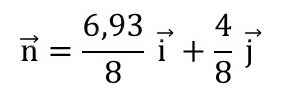 n⃗ = 6,93/8 i⃗ + 4/8 j⃗